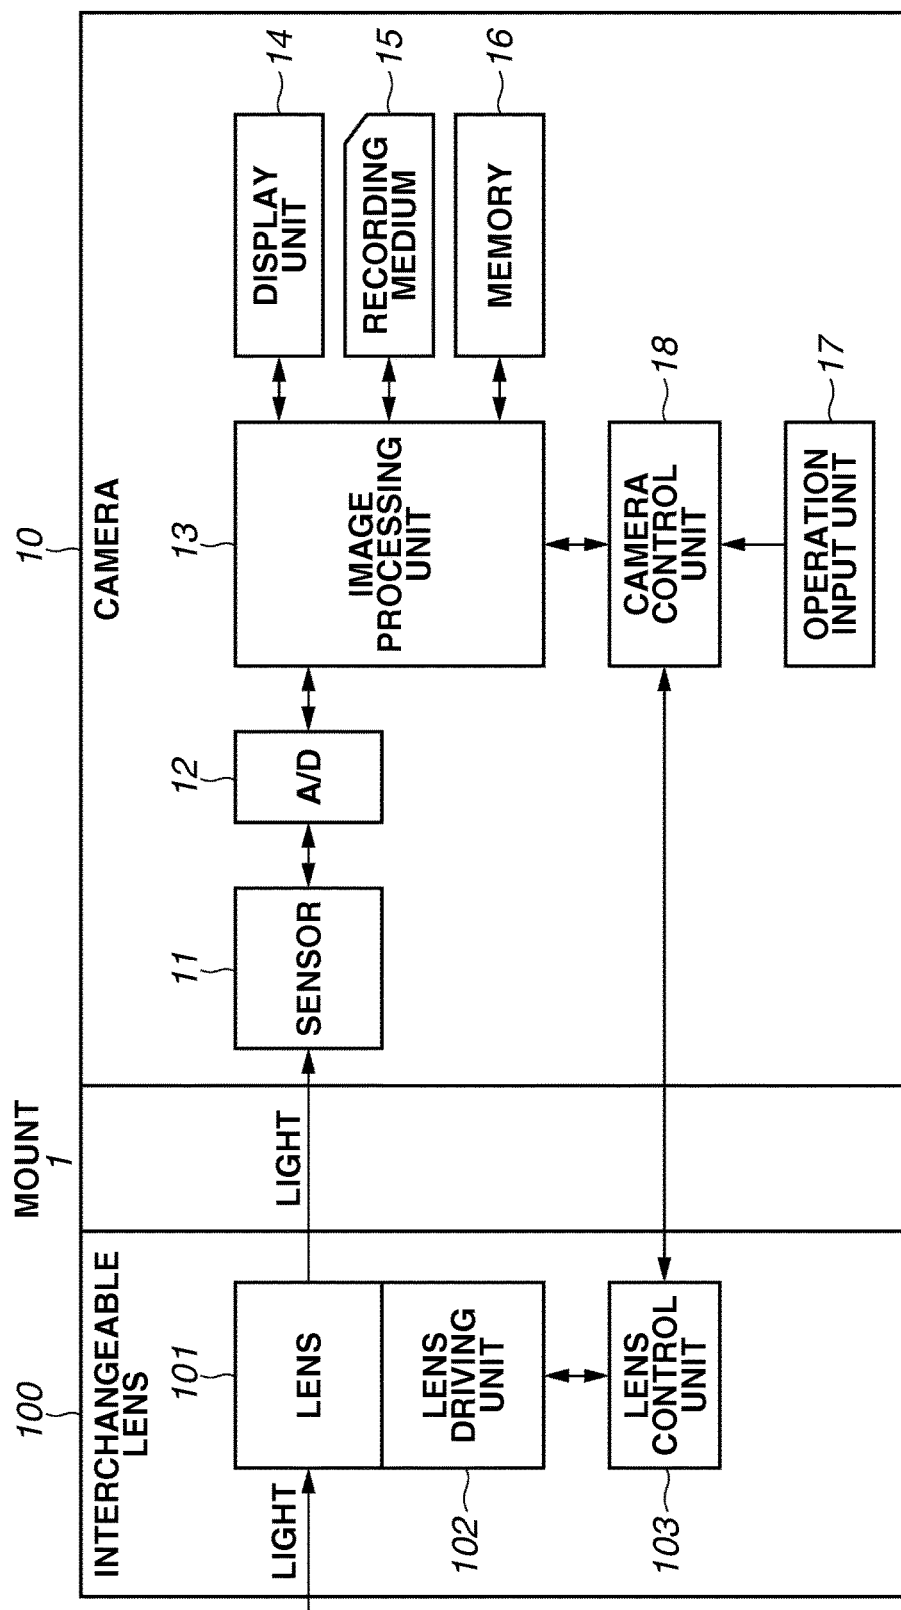 100
MOUNT
1
10
INTERCHANGEABLE
LENS
CAMERA
101
11
12
13
14
LIGHT
LENS
LIGHT
SENSOR
A/D
IMAGE
PROCESSING
UNIT
DISPLAY
UNIT
15
RECORDING
MEDIUM
16
MEMORY
LENS
DRIVING
UNIT
102
LENS
CONTROL
UNIT
103
CAMERA
CONTROL
UNIT
18
OPERATION
INPUT UNIT
17